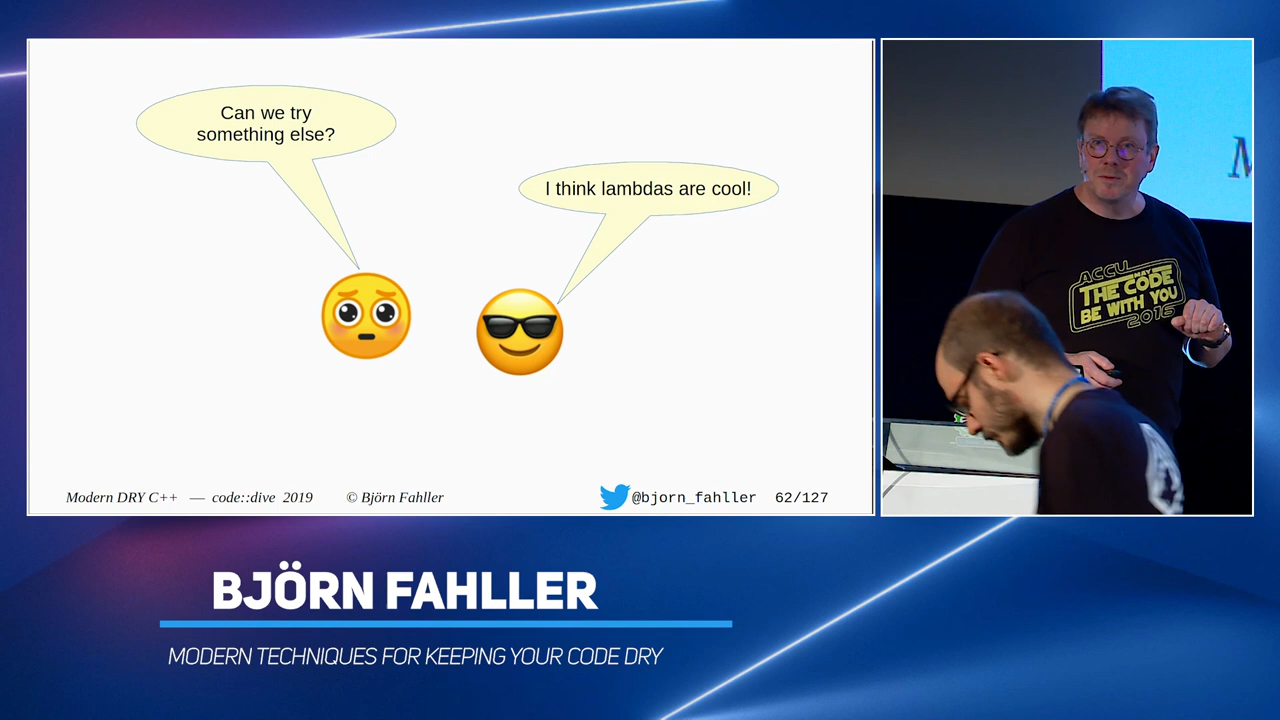 Can we try
something else?
I think lambdas are cool!
Modern DRY C++ — code::dive 2019 © Björn Fahller
@bjorn_fahller 62/127
M
ACCU
MAY
THE CODE
BE WITH YOU
2016
BJÖRN FAHLLER
MODERN TECHNIQUES FOR KEEPING YOUR CODE DRY